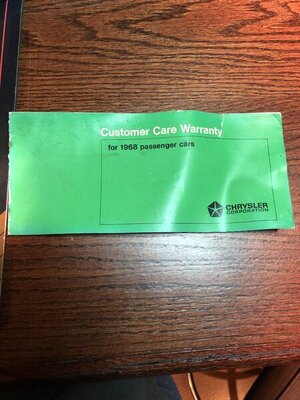 Customer Care Warranty
for 1968 passenger cars
CHRYSLER
CORPORATION